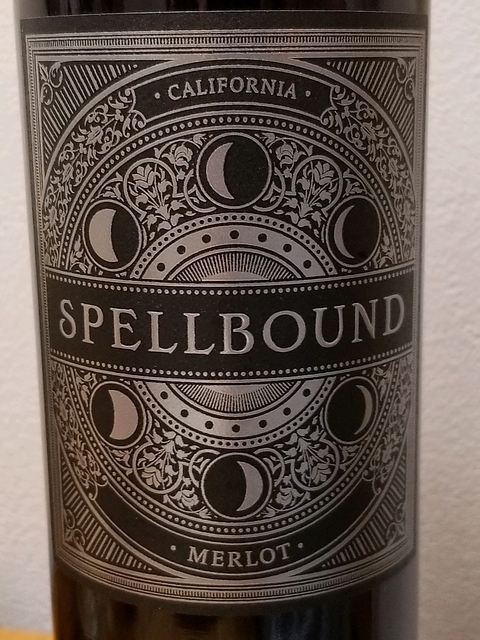 · CALIFORNIA ·
SPELLBOUND
· MERLOT ·